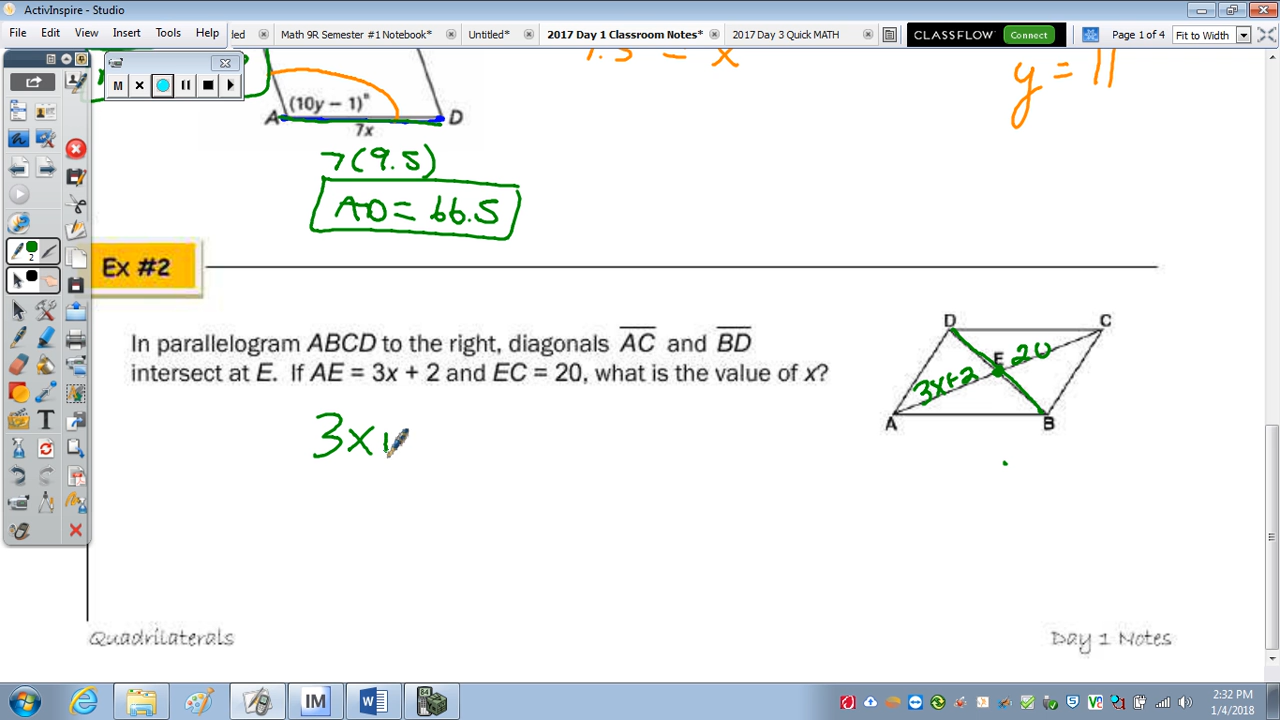 ActivInspire - Studio
File Edit View Insert Tools Help
led Math 9R Semester #1 Notebook* Untitled* 2017 Day 1 Classroom Notes* 2017 Day 3 Quick MATH
CLASSFLOW Connect
Page 1 of 4 Fit to Width
M
(10y − 1)°
A D
7x
y = 11
7(9.5)
AD = 66.5
Ex #2
In parallelogram ABCD to the right, diagonals AC and BD
intersect at E. If AE = 3x + 2 and EC = 20, what is the value of x?
D C
E 20
3x+2
A B
3x
2
T
Quadrilaterals Day 1 Notes
IM W 84
2:32 PM
1/4/2018